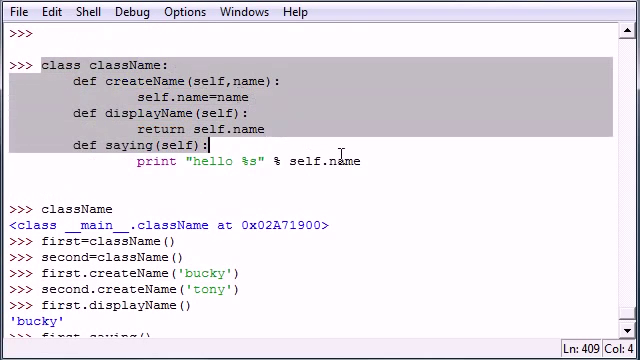 File Edit Shell Debug Options Windows Help
>>>
>>> class className:
def createName(self,name):
self.name=name
def displayName(self):
return self.name
def saying(self):
print "hello %s" % self.name
>>> className
<class __main__.className at 0x02A71900>
>>> first=className()
>>> second=className()
>>> first.createName('bucky')
>>> second.createName('tony')
>>> first.displayName()
'bucky'
>>> first.saying()
Ln: 409 Col: 4